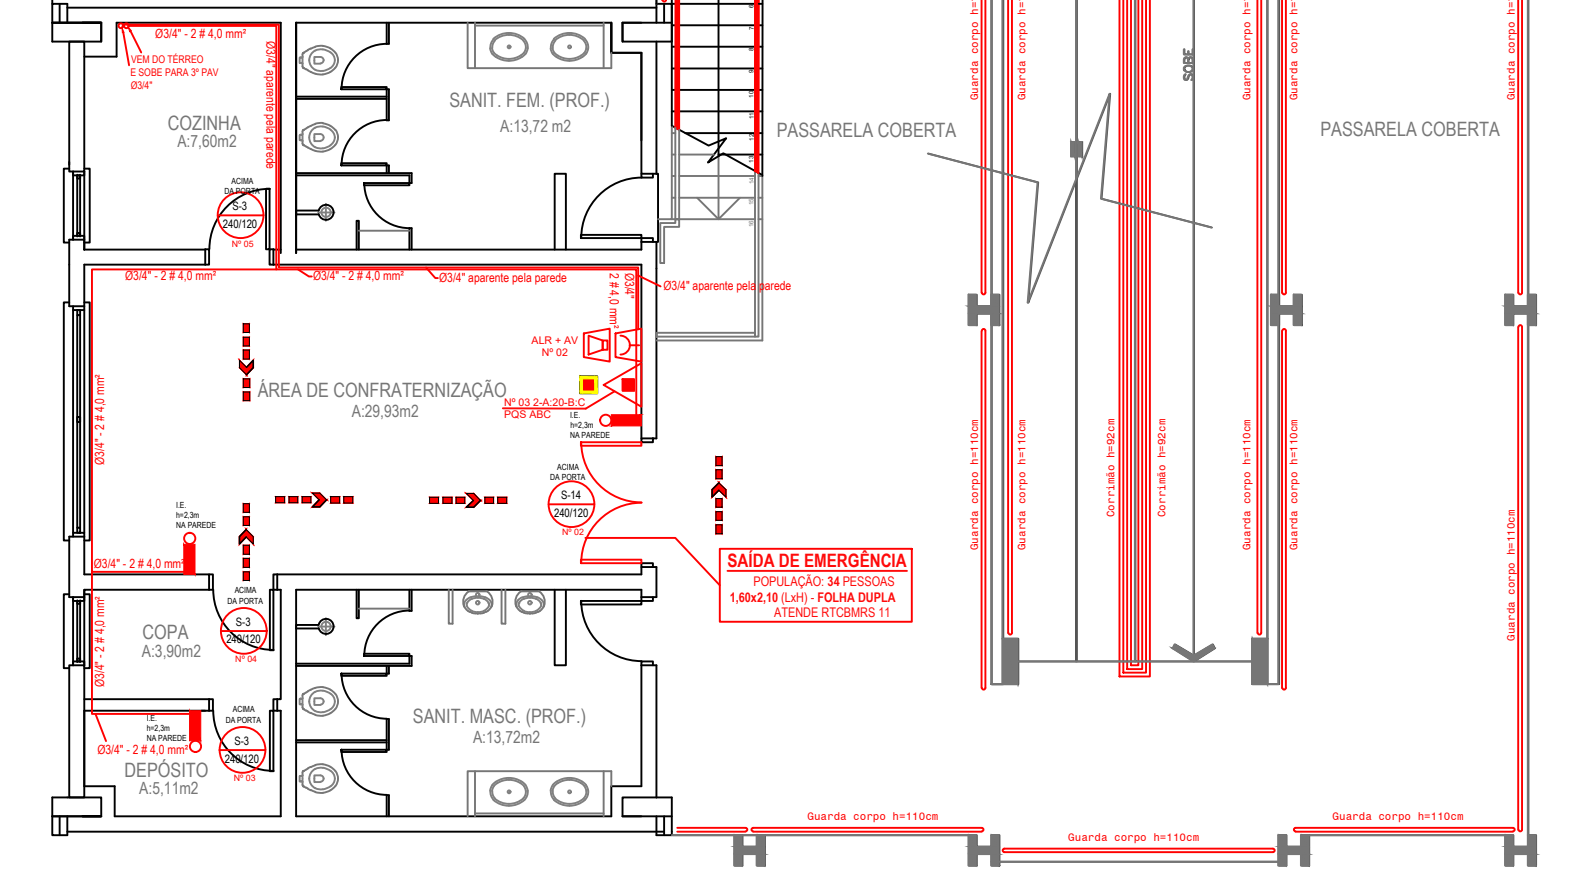 Ø3/4" - 2 # 4,0 mm²
VEM DO TÉRREO
E SOBE PARA 3º PAV
Ø3/4"
Ø3/4" aparente pela parede
COZINHA
A:7,60m2
SANIT. FEM. (PROF.)
A:13,72 m2
ACIMA
DA PORTA
S-3
240/120
Nº 05
PASSARELA COBERTA
SOBE
PASSARELA COBERTA
Guarda corpo h=
Guarda corpo h=
Guarda corpo h=
Guarda corpo h=
Guarda corpo h=
Ø3/4" - 2 # 4,0 mm²
Ø3/4" - 2 # 4,0 mm²
Ø3/4" aparente pela parede
Ø3/4"
2 # 4,0 mm²
Ø3/4" aparente pela parede
ALR + AV
Nº 02
ÁREA DE CONFRATERNIZAÇÃO
A:29,93m2
Nº 03 2-A:20-B:C
PQS ABC
I.E.
h=2,3m
NA PAREDE
Ø3/4" - 2 # 4,0 mm²
ACIMA
DA PORTA
S-14
240/120
Nº 02
I.E.
h=2,3m
NA PAREDE
Ø3/4" - 2 # 4,0 mm²
SAÍDA DE EMERGÊNCIA
POPULAÇÃO: 34 PESSOAS
1,60x2,10 (LxH) - FOLHA DUPLA
ATENDE RTCBMRS 11
Guarda corpo h=110cm
Guarda corpo h=110cm
Corrimão h=92cm
Corrimão h=92cm
Guarda corpo h=110cm
Guarda corpo h=110cm
Guarda corpo h=110cm
ACIMA
DA PORTA
S-3
240/120
Nº 04
COPA
A:3,90m2
Ø3/4" - 2 # 4,0 mm²
ACIMA
DA PORTA
S-3
240/120
Nº 03
I.E.
h=2,3m
NA PAREDE
Ø3/4" - 2 # 4,0 mm²
DEPÓSITO
A:5,11m2
SANIT. MASC. (PROF.)
A:13,72m2
Guarda corpo h=110cm
Guarda corpo h=110cm
Guarda corpo h=110cm